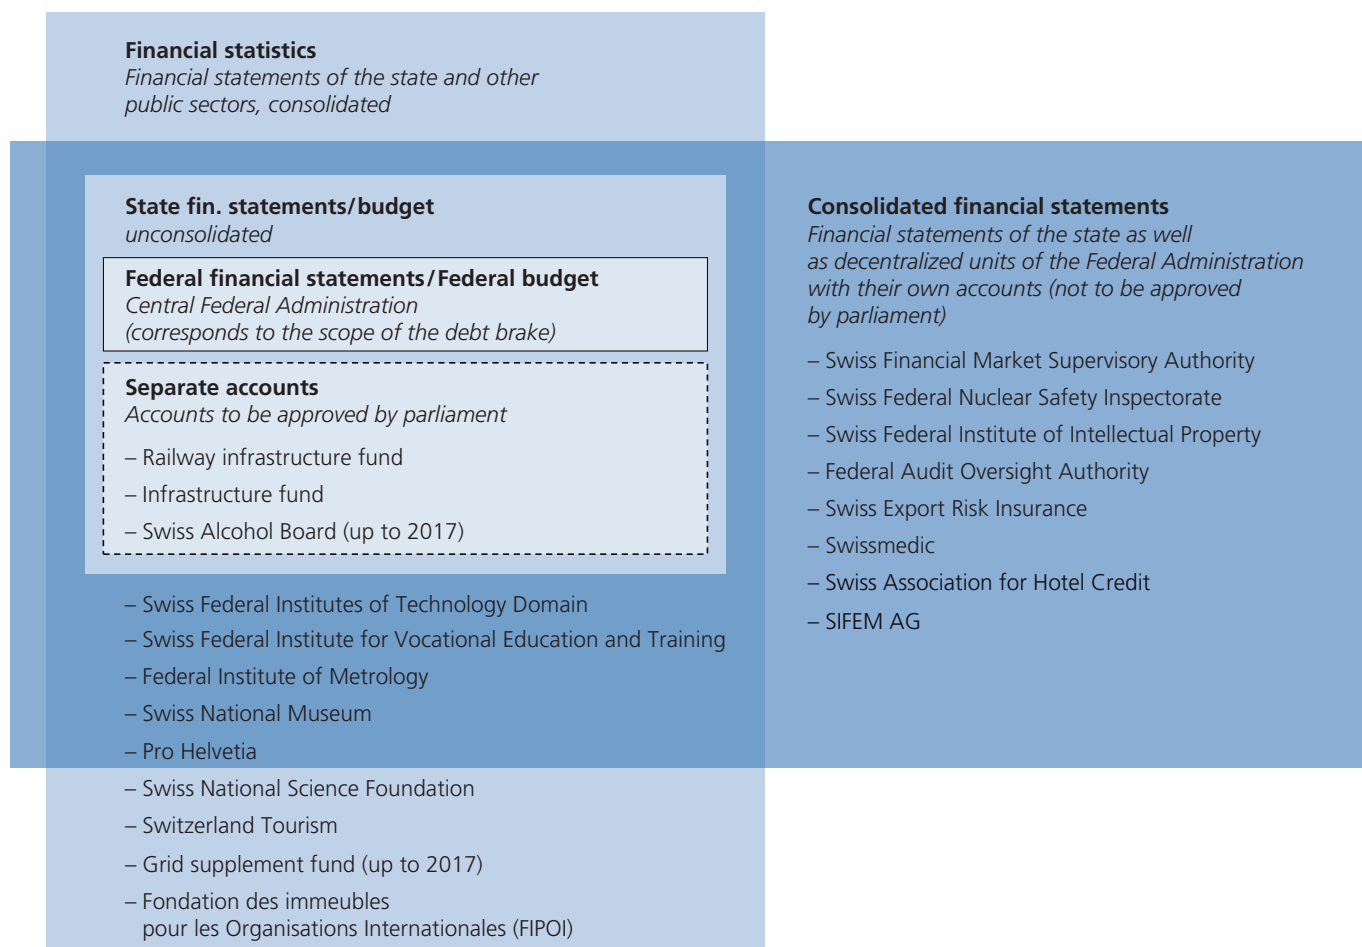 Financial statistics
Financial statements of the state and other
public sectors, consolidated
State fin. statements/budget
unconsolidated
Federal financial statements/Federal budget
Central Federal Administration
(corresponds to the scope of the debt brake)
Separate accounts
Accounts to be approved by parliament
– Railway infrastructure fund
– Infrastructure fund
– Swiss Alcohol Board (up to 2017)
– Swiss Federal Institutes of Technology Domain
– Swiss Federal Institute for Vocational Education and Training
– Federal Institute of Metrology
– Swiss National Museum
– Pro Helvetia
– Swiss National Science Foundation
– Switzerland Tourism
– Grid supplement fund (up to 2017)
– Fondation des immeubles
pour les Organisations Internationales (FIPOI)
Consolidated financial statements
Financial statements of the state as well
as decentralized units of the Federal Administration
with their own accounts (not to be approved
by parliament)
– Swiss Financial Market Supervisory Authority
– Swiss Federal Nuclear Safety Inspectorate
– Swiss Federal Institute of Intellectual Property
– Federal Audit Oversight Authority
– Swiss Export Risk Insurance
– Swissmedic
– Swiss Association for Hotel Credit
– SIFEM AG